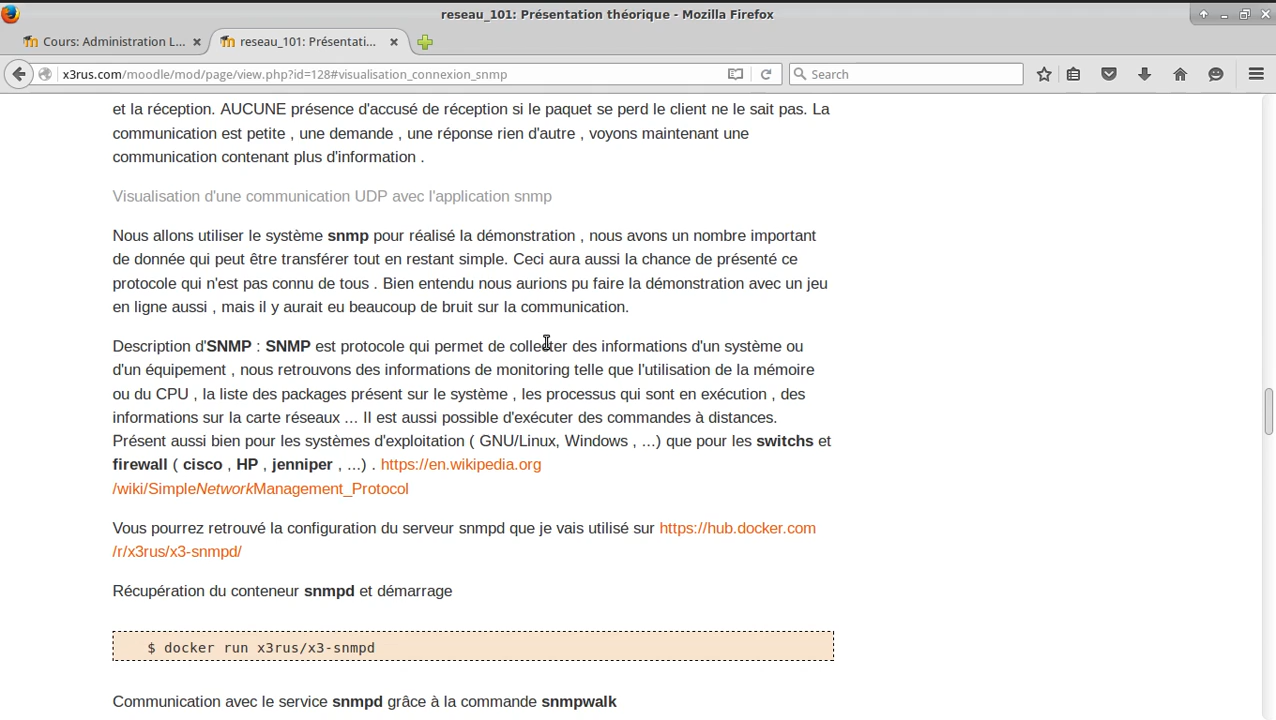 reseau_101: Présentation théorique - Mozilla Firefox
Cours: Administration L...
reseau_101: Présentati...
x3rus.com/moodle/mod/page/view.php?id=128#visualisation_connexion_snmp
Search
et la réception. AUCUNE présence d'accusé de réception si le paquet se perd le client ne le sait pas. La
communication est petite , une demande , une réponse rien d'autre , voyons maintenant une
communication contenant plus d'information .
Visualisation d'une communication UDP avec l'application snmp
Nous allons utiliser le système snmp pour réalisé la démonstration , nous avons un nombre important
de donnée qui peut être transférer tout en restant simple. Ceci aura aussi la chance de présenté ce
protocole qui n'est pas connu de tous . Bien entendu nous aurions pu faire la démonstration avec un jeu
en ligne aussi , mais il y aurait eu beaucoup de bruit sur la communication.
Description d'SNMP : SNMP est protocole qui permet de collecter des informations d'un système ou
d'un équipement , nous retrouvons des informations de monitoring telle que l'utilisation de la mémoire
ou du CPU , la liste des packages présent sur le système , les processus qui sont en exécution , des
informations sur la carte réseaux ... Il est aussi possible d'exécuter des commandes à distances.
Présent aussi bien pour les systèmes d'exploitation ( GNU/Linux, Windows , ...) que pour les switchs et
firewall ( cisco , HP , jenniper , ...) . https://en.wikipedia.org
/wiki/SimpleNetworkManagement_Protocol
Vous pourrez retrouvé la configuration du serveur snmpd que je vais utilisé sur https://hub.docker.com
/r/x3rus/x3-snmpd/
Récupération du conteneur snmpd et démarrage
$ docker run x3rus/x3-snmpd
Communication avec le service snmpd grâce à la commande snmpwalk